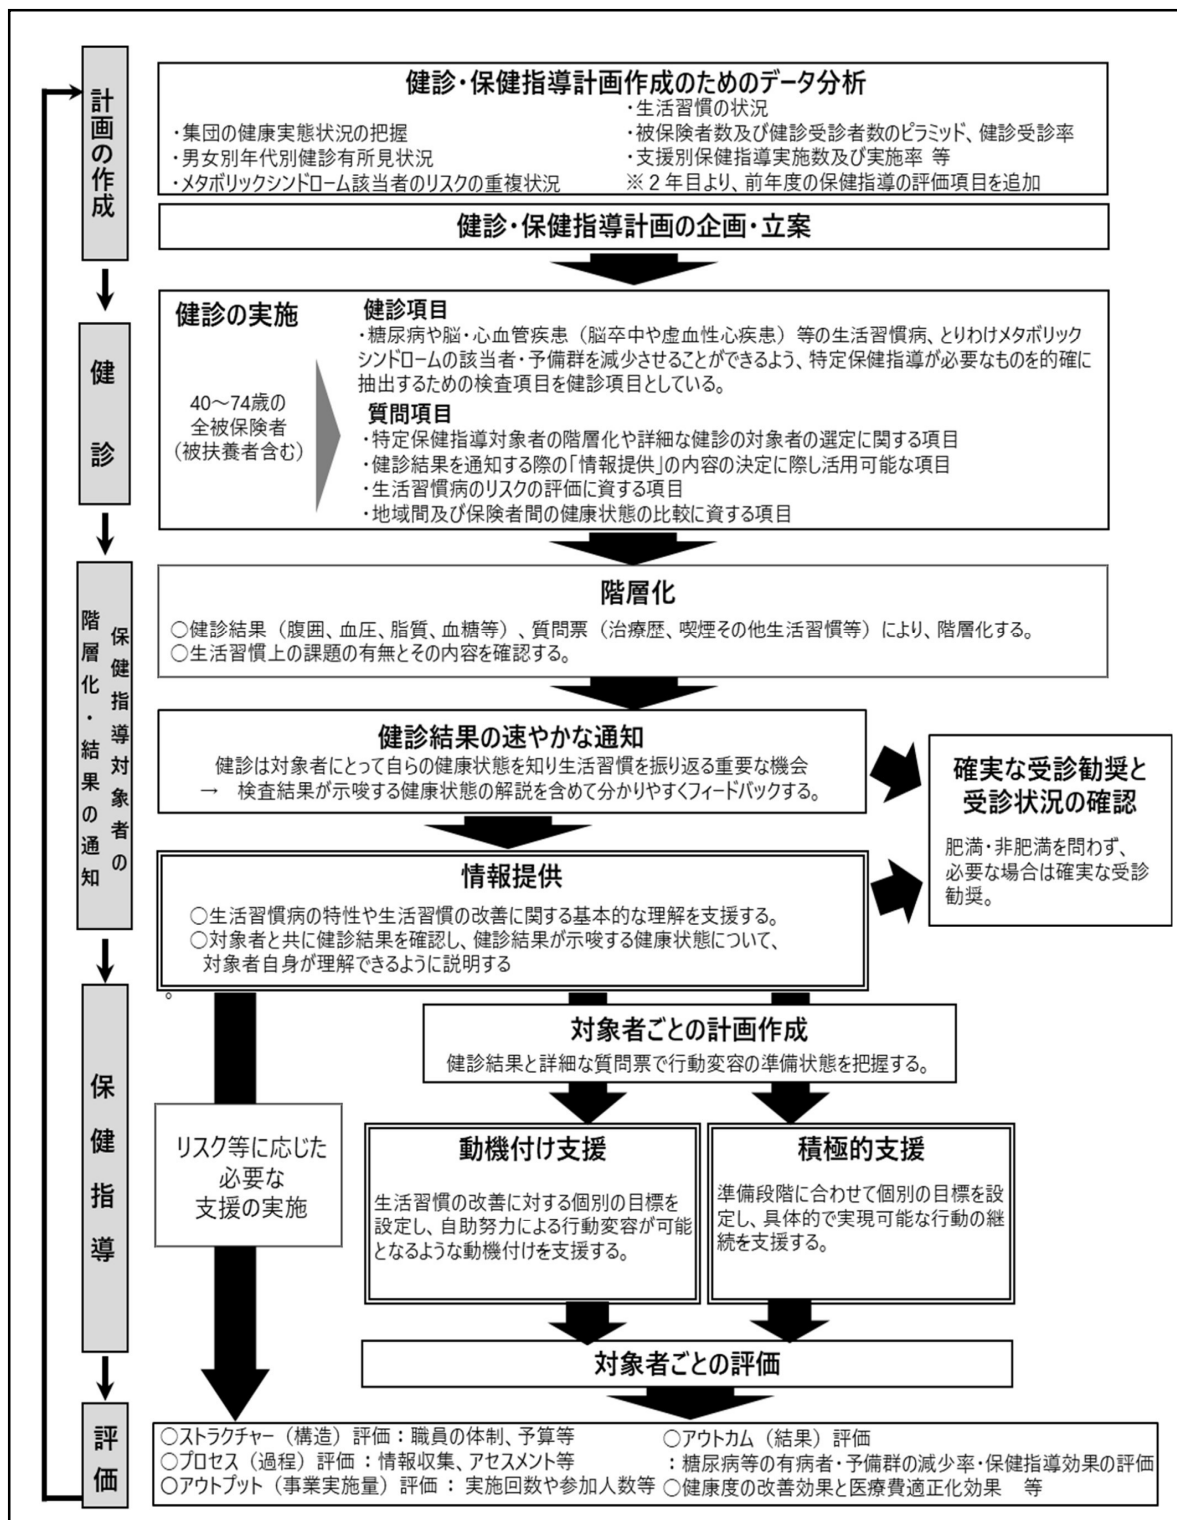 計画の作成
健診・保健指導計画作成のためのデータ分析
・集団の健康実態状況の把握
・男女別年代別健診有所見状況
・メタボリックシンドローム該当者のリスクの重複状況
・生活習慣の状況
・被保険者数及び健診受診者数のピラミッド、健診受診率
・支援別保健指導実施数及び実施率 等
※２年目より、前年度の保健指導の評価項目を追加
健診・保健指導計画の企画・立案
健診
健診の実施
40～74歳の
全被保険者
（被扶養者含む）
健診項目
・糖尿病や脳・心血管疾患（脳卒中や虚血性心疾患）等の生活習慣病、とりわけメタボリック
シンドロームの該当者・予備群を減少させることができるよう、特定保健指導が必要なものを的確に
抽出するための検査項目を健診項目としている。
質問項目
・特定保健指導対象者の階層化や詳細な健診の対象者の選定に関する項目
・健診結果を通知する際の「情報提供」の内容の決定に際し活用可能な項目
・生活習慣病のリスクの評価に資する項目
・地域間及び保険者間の健康状態の比較に資する項目
保健指導対象者の
階層化・結果の通知
階層化
○健診結果（腹囲、血圧、脂質、血糖等）、質問票（治療歴、喫煙その他生活習慣等）により、階層化する。
○生活習慣上の課題の有無とその内容を確認する。
健診結果の速やかな通知
健診は対象者にとって自らの健康状態を知り生活習慣を振り返る重要な機会
→ 検査結果が示唆する健康状態の解説を含めて分かりやすくフィードバックする。
確実な受診勧奨と
受診状況の確認
肥満・非肥満を問わず、
必要な場合は確実な受診
勧奨。
情報提供
○生活習慣病の特性や生活習慣の改善に関する基本的な理解を支援する。
○対象者と共に健診結果を確認し、健診結果が示唆する健康状態について、
対象者自身が理解できるように説明する
。
保健指導
対象者ごとの計画作成
健診結果と詳細な質問票で行動変容の準備状態を把握する。
リスク等に応じた
必要な
支援の実施
動機付け支援
生活習慣の改善に対する個別の目標を
設定し、自助努力による行動変容が可能
となるような動機付けを支援する。
積極的支援
準備段階に合わせて個別の目標を設
定し、具体的で実現可能な行動の継
続を支援する。
対象者ごとの評価
評価
○ストラクチャー（構造）評価：職員の体制、予算等
○プロセス（過程）評価：情報収集、アセスメント等
○アウトプット（事業実施量）評価： 実施回数や参加人数等
○アウトカム（結果）評価
：糖尿病等の有病者・予備群の減少率・保健指導効果の評価
○健康度の改善効果と医療費適正化効果 等